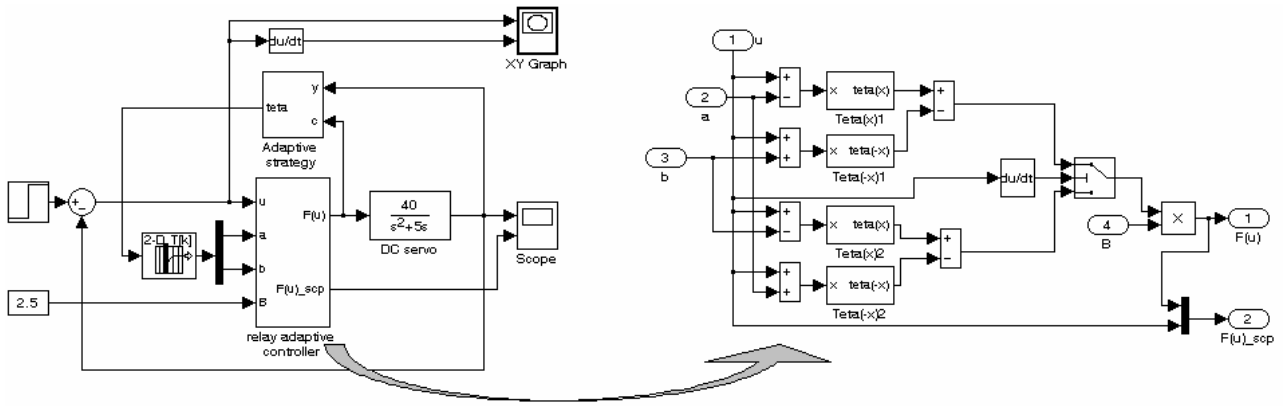 du/dt
XY Graph
y
teta
c
Adaptive
strategy
+
−
u
F(u)
a
b
F(u)_scp
B
relay adaptive
controller
2-D T[k]
2.5
40
s²+5s
DC servo
Scope
1
u
2
a
3
b
+
−
x teta(x)
Teta(x)1
+
−
+
+
x teta(-x)
Teta(-x)1
du/dt
+
−
x teta(x)
Teta(x)2
+
−
+
+
x teta(-x)
Teta(-x)2
4
B
×
1
F(u)
2
F(u)_scp